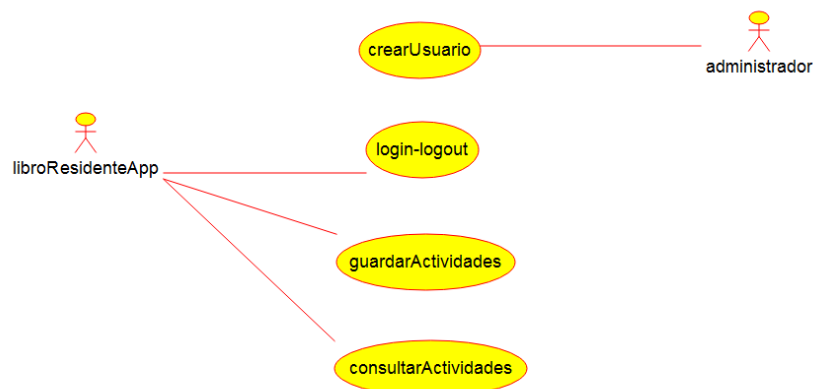 crearUsuario
administrador
login-logout
libroResidenteApp
guardarActividades
consultarActividades